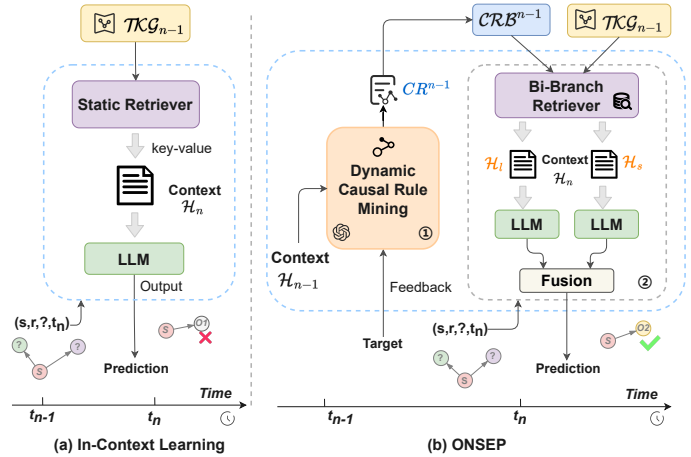 𝒯𝒦𝒢ₙ₋₁
Static Retriever
key-value
Context
ℋₙ
LLM
Output
(s,r,?,tₙ)
?
?
S
S
O1
Prediction
Time
tₙ₋₁
tₙ
(a) In-Context Learning
𝒞ℛℬⁿ⁻¹
𝒯𝒦𝒢ₙ₋₁
CRⁿ⁻¹
Bi-Branch
Retriever
Dynamic
Causal Rule
Mining
①
ℋₗ
Context
ℋₙ
ℋₛ
LLM
LLM
Context
ℋₙ₋₁
Feedback
Fusion
②
(s,r,?,tₙ)
Target
?
?
S
S
O2
Prediction
Time
tₙ₋₁
tₙ
(b) ONSEP